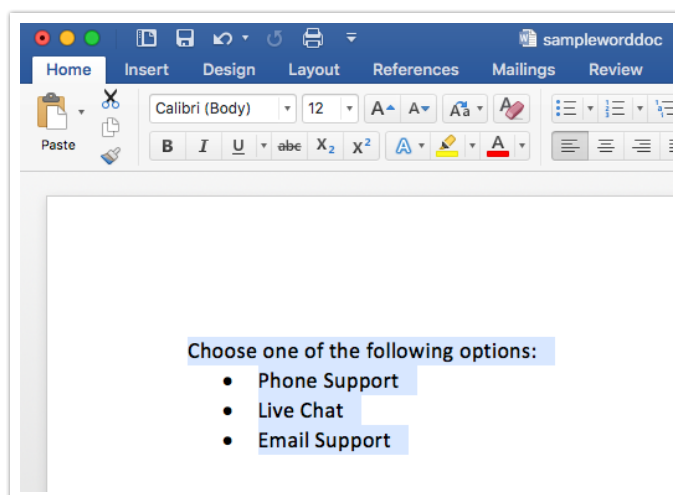 sampleworddoc
Home Insert Design Layout References Mailings Review
Calibri (Body) 12 A A Aa A
Paste B I U abc X2 X² A A
Choose one of the following options:
• Phone Support
• Live Chat
• Email Support